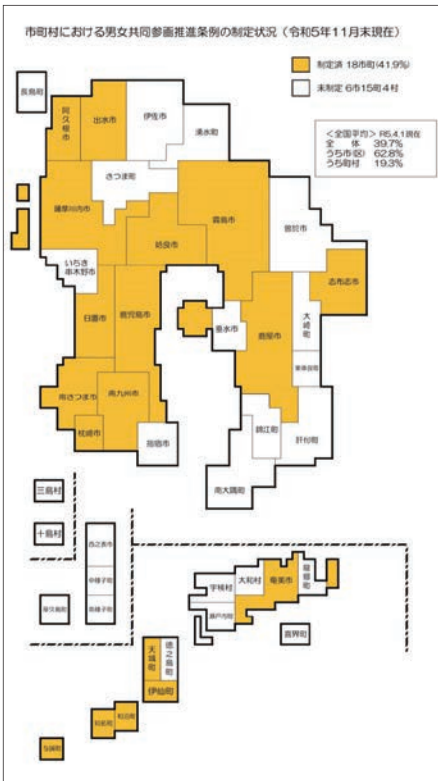 市町村における男女共同参画推進条例の制定状況（令和5年11月末現在）
制定済 18市町(41.9%)
未制定 6市15町4村
＜全国平均＞ R5.4.1現在
全　体　39.7%
うち市(区) 62.8%
うち町村　19.3%
長島町
阿久根市
出水市
伊佐市
湧水町
さつま町
薩摩川内市
霧島市
姶良市
曽於市
いちき
串木野市
志布志市
日置市
鹿児島市
垂水市
鹿屋市
大崎町
東串良町
南さつま市
南九州市
枕崎市
指宿市
錦江町
肝付町
南大隅町
三島村
十島村
西之表市
中種子町
南種子町
屋久島町
宇検村
大和村
奄美市
龍郷町
瀬戸内町
喜界町
天城町
徳之島町
伊仙町
知名町
和泊町
与論町